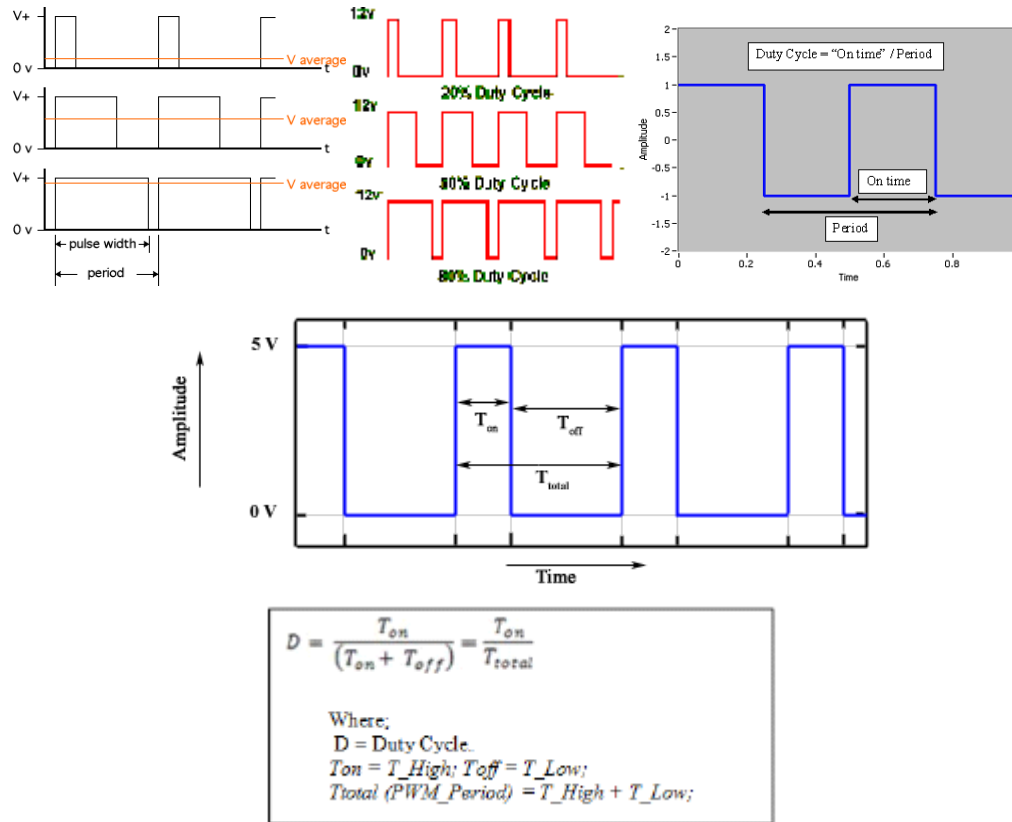 V+
V average
0 v
t
V+
V average
0 v
t
V+
V average
0 v
t
pulse width
period
12v
0v
20% Duty Cycle
12v
0v
Duty Cycle
12v
0v
80% Duty Cycle
Duty Cycle = “On time” / Period
2
1.5
1
0.5
0
-0.5
-1
-1.5
-2
Amplitude
On time
Period
0
0.2
0.4
0.6
0.8
Time
5 V
Amplitude
T_on
T_off
T_total
0 V
Time
D = T_on / (T_on + T_off) = T_on / T_total
Where;
D = Duty Cycle.
Ton = T_High; Toff = T_Low;
Ttotal (PWM_Period) = T_High + T_Low;